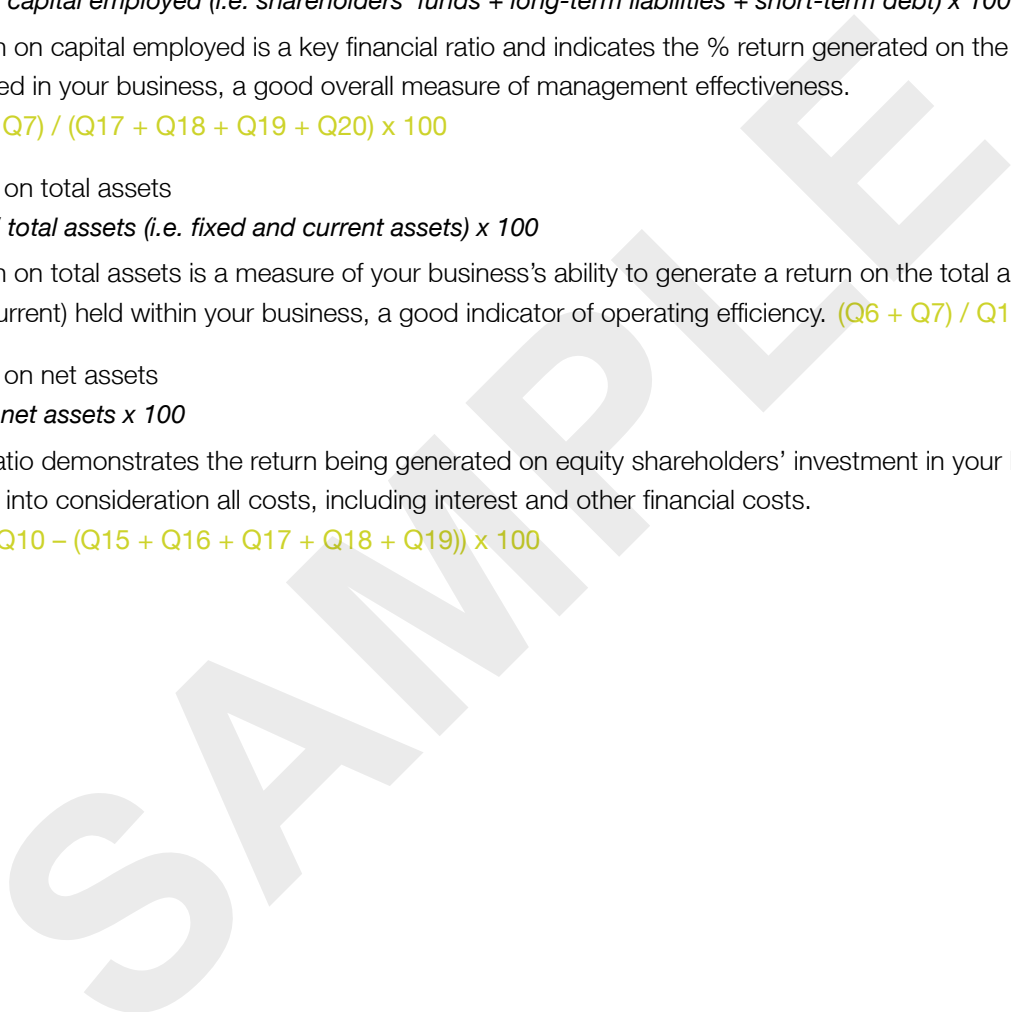 capital employed (i.e. shareholders' funds + long-term liabilities + short-term debt) x 100
n on capital employed is a key financial ratio and indicates the % return generated on the
ed in your business, a good overall measure of management effectiveness.
Q7) / (Q17 + Q18 + Q19 + Q20) x 100
on total assets
total assets (i.e. fixed and current assets) x 100
n on total assets is a measure of your business's ability to generate a return on the total a
urrent) held within your business, a good indicator of operating efficiency. (Q6 + Q7) / Q1
on net assets
net assets x 100
atio demonstrates the return being generated on equity shareholders' investment in your
into consideration all costs, including interest and other financial costs.
Q10 – (Q15 + Q16 + Q17 + Q18 + Q19)) x 100
SAMPLE